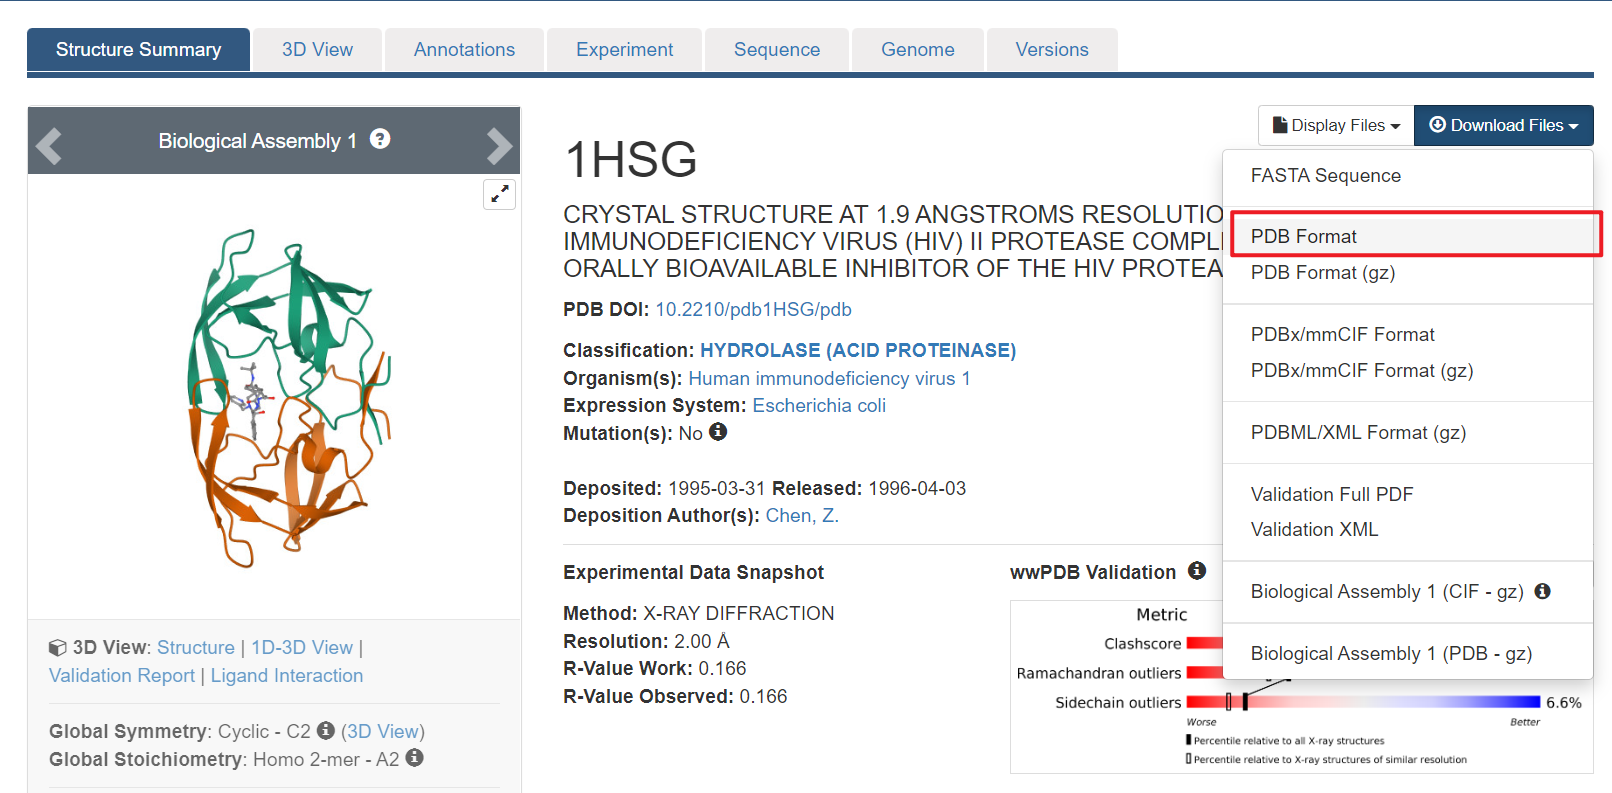 Structure Summary
3D View
Annotations
Experiment
Sequence
Genome
Versions
Biological Assembly 1 ?
Display Files
Download Files
1HSG
CRYSTAL STRUCTURE AT 1.9 ANGSTROMS RESOLUTIO
IMMUNODEFICIENCY VIRUS (HIV) II PROTEASE COMPL
ORALLY BIOAVAILABLE INHIBITOR OF THE HIV PROTEA
PDB DOI: 10.2210/pdb1HSG/pdb
Classification: HYDROLASE (ACID PROTEINASE)
Organism(s): Human immunodeficiency virus 1
Expression System: Escherichia coli
Mutation(s): No
Deposited: 1995-03-31 Released: 1996-04-03
Deposition Author(s): Chen, Z.
FASTA Sequence
PDB Format
PDB Format (gz)
PDBx/mmCIF Format
PDBx/mmCIF Format (gz)
PDBML/XML Format (gz)
Validation Full PDF
Validation XML
Biological Assembly 1 (CIF - gz)
Biological Assembly 1 (PDB - gz)
Experimental Data Snapshot
Method: X-RAY DIFFRACTION
Resolution: 2.00 Å
R-Value Work: 0.166
R-Value Observed: 0.166
wwPDB Validation
Metric
Clashscore
Ramachandran outliers
Sidechain outliers 6.6%
Worse Better
Percentile relative to all X-ray structures
Percentile relative to X-ray structures of similar resolution
3D View: Structure | 1D-3D View |
Validation Report | Ligand Interaction
Global Symmetry: Cyclic - C2 (3D View)
Global Stoichiometry: Homo 2-mer - A2